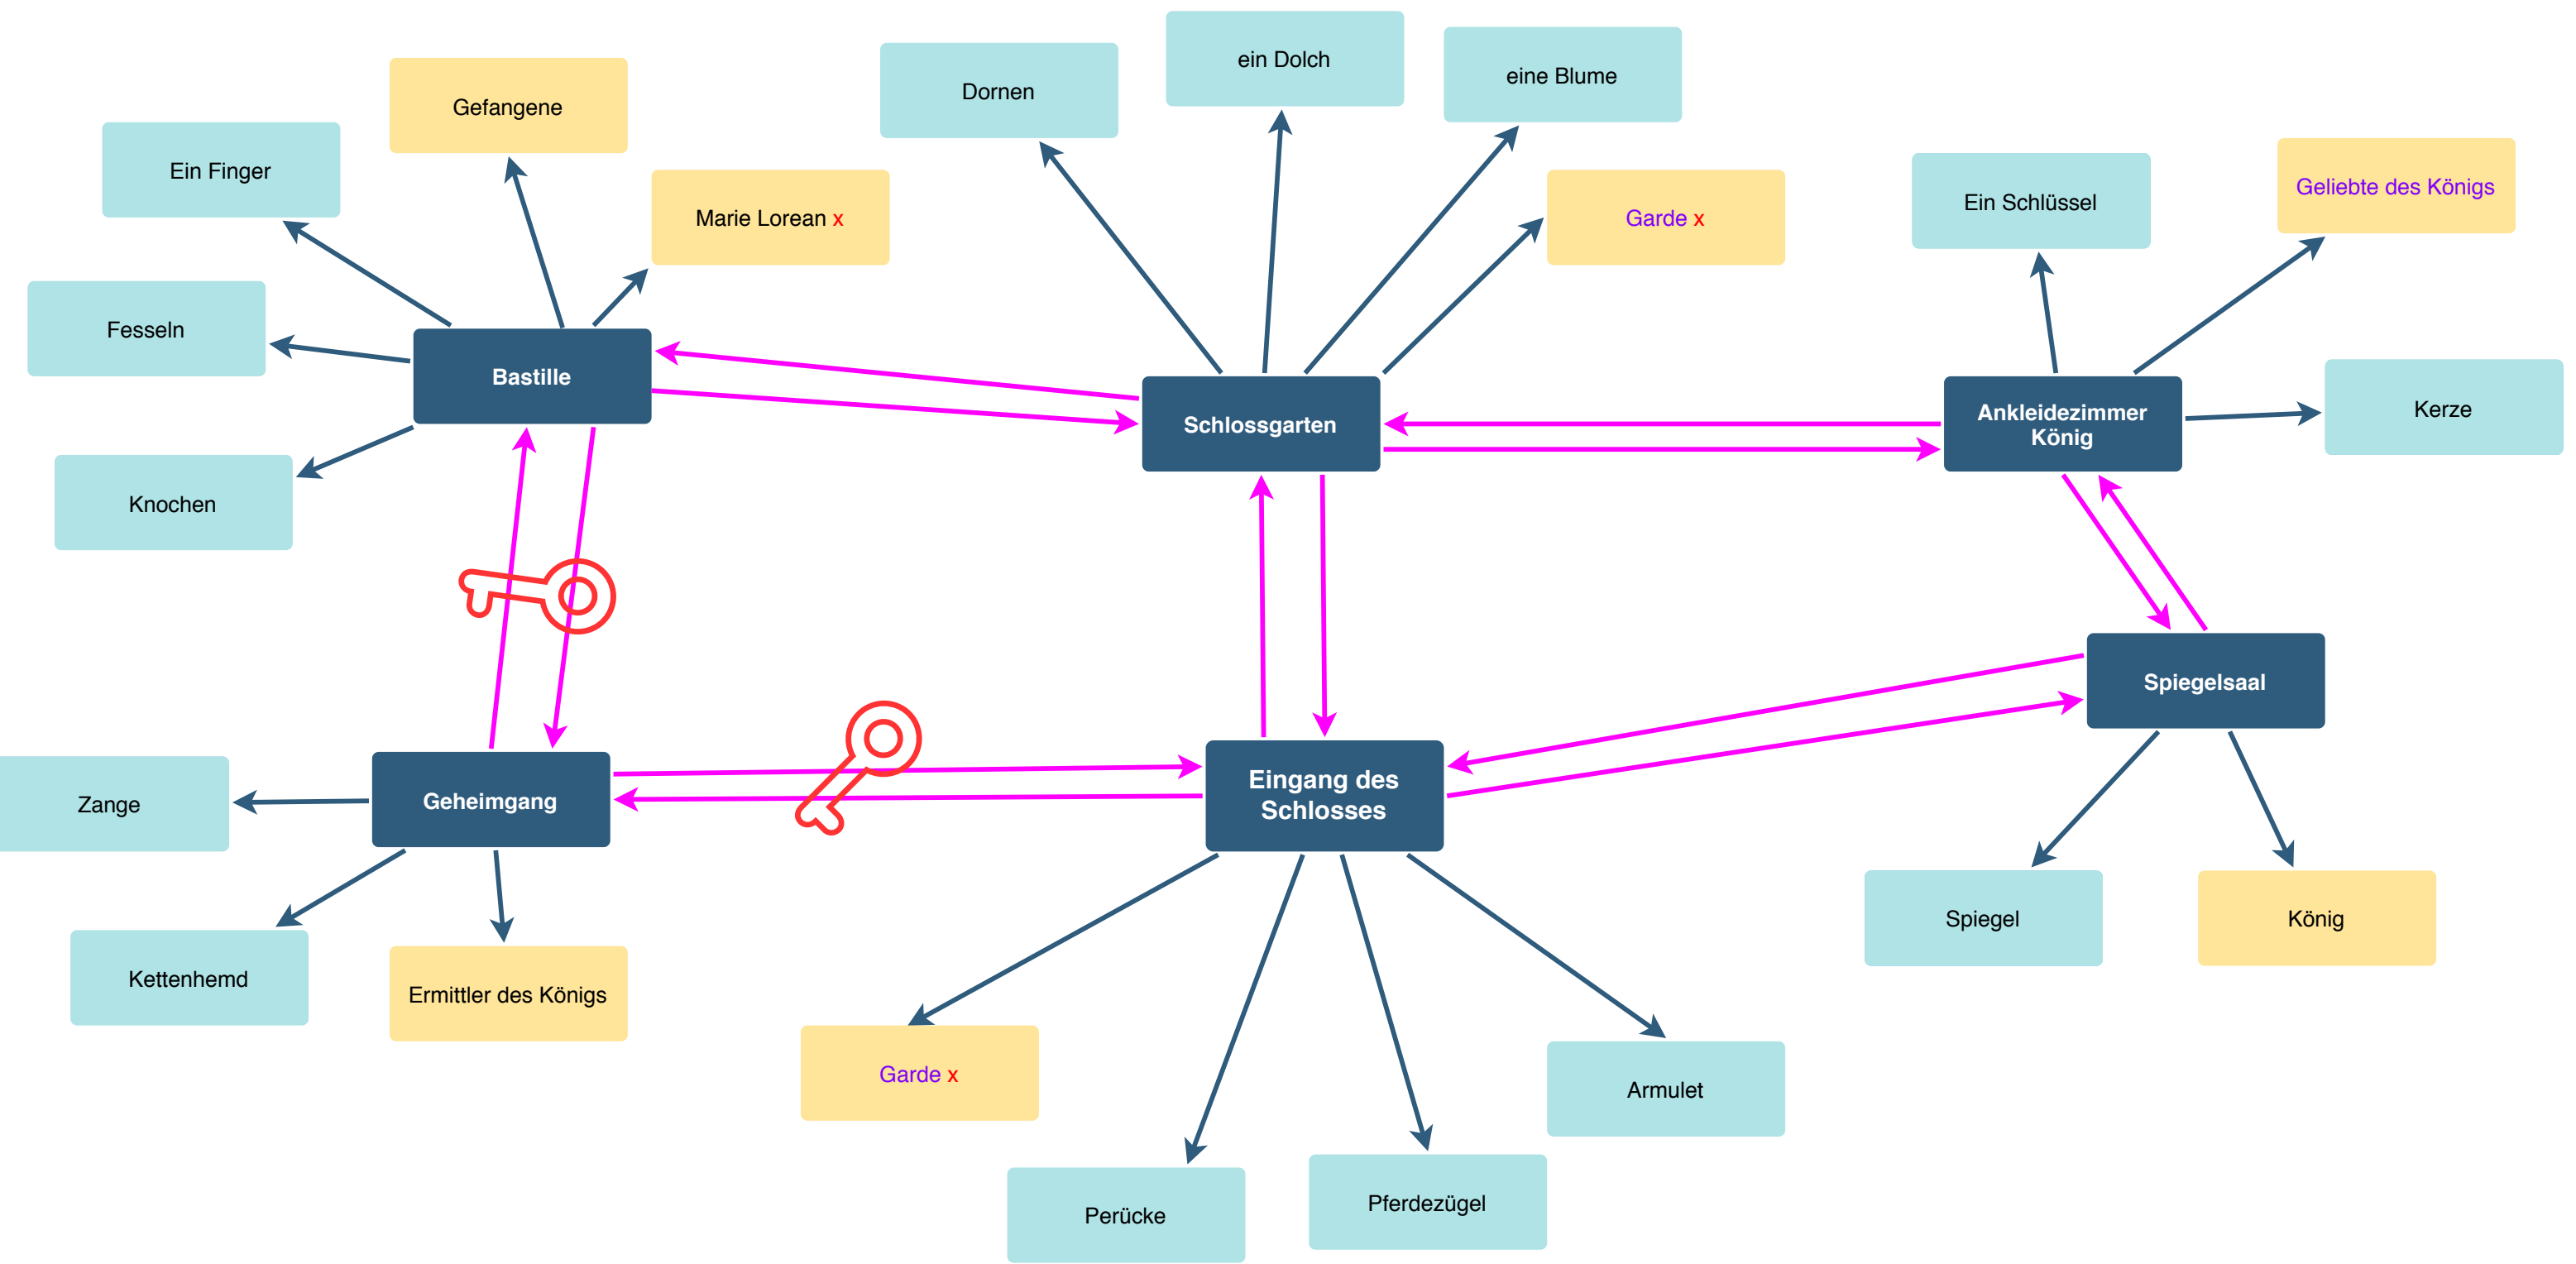 ein Dolch
eine Blume
Dornen
Gefangene
Ein Finger
Marie Lorean x
Garde x
Ein Schlüssel
Geliebte des Königs
Fesseln
Bastille
Schlossgarten
Ankleidezimmer
König
Kerze
Knochen
Spiegelsaal
Zange
Geheimgang
Eingang des
Schlosses
Spiegel
König
Kettenhemd
Ermittler des Königs
Garde x
Armulet
Perücke
Pferdezügel